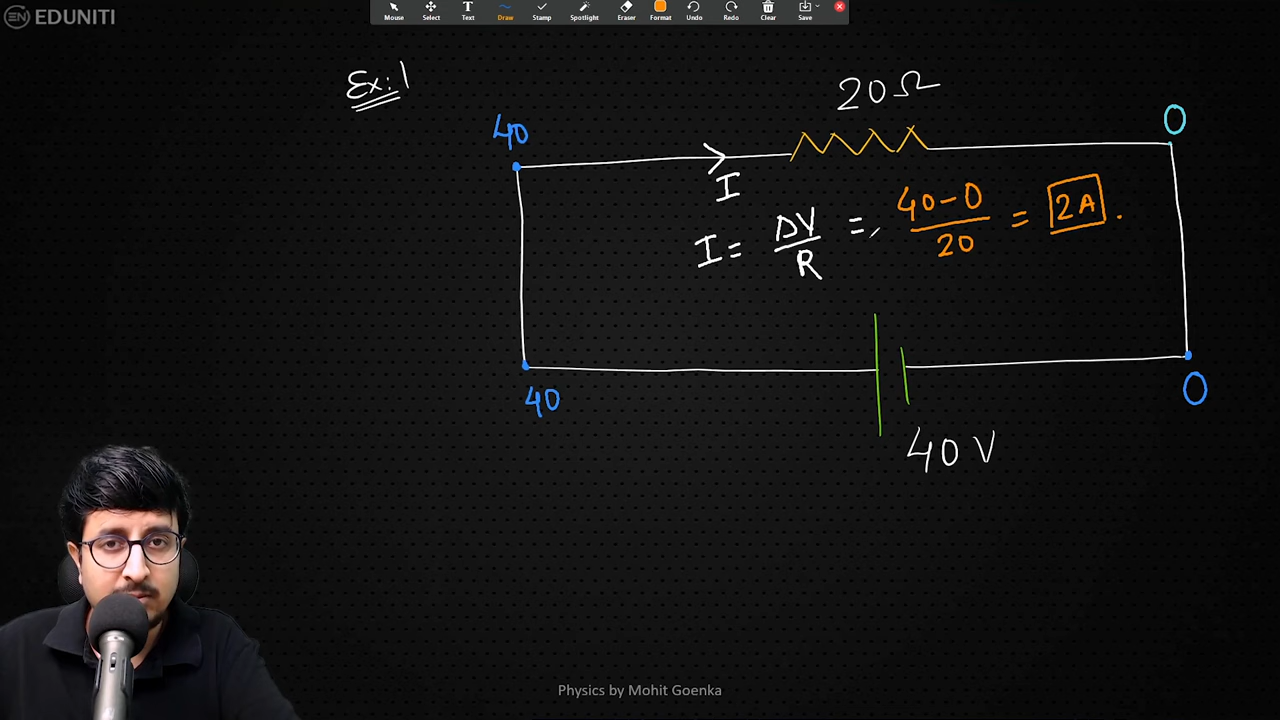 EN EDUNITI
Mouse Select Text Draw Stamp Spotlight Eraser Format Undo Redo Clear Save
Ex:1
20Ω
40
0
I
I = ΔV/R = 40-0/20 = 2A.
40
0
40 V
Physics by Mohit Goenka